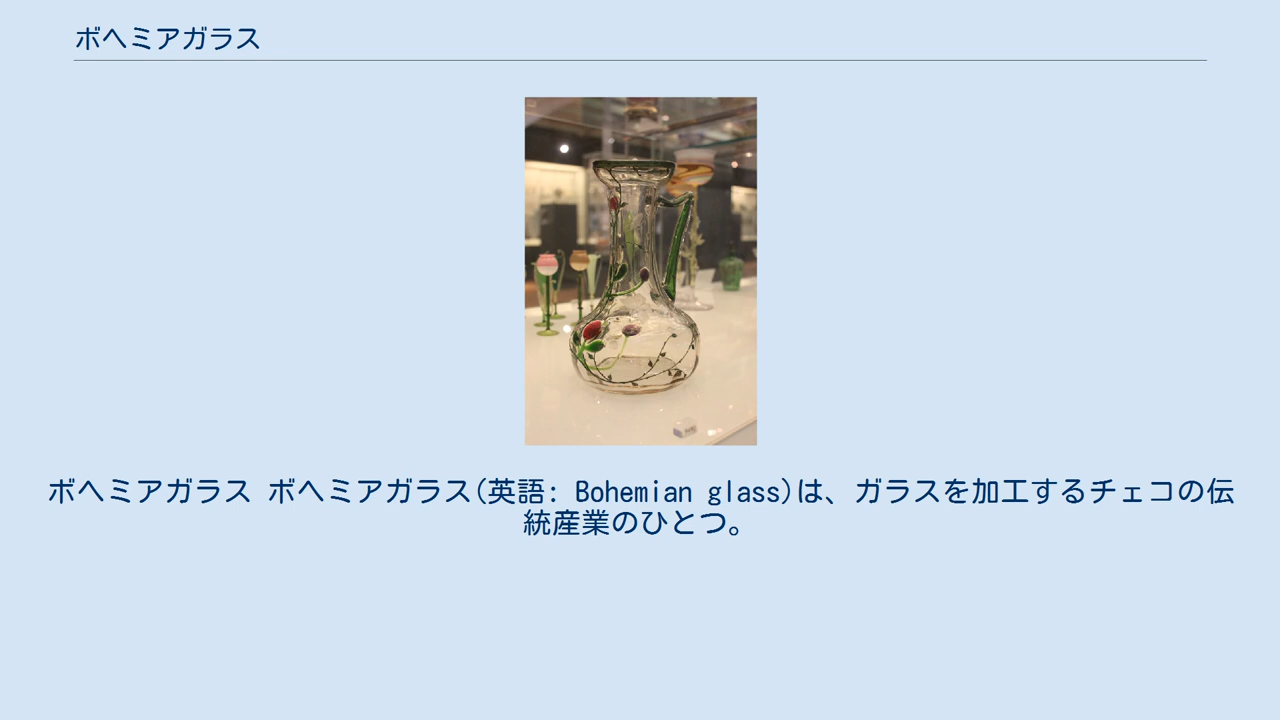 ボヘミアガラス
ボヘミアガラス ボヘミアガラス(英語: Bohemian glass)は、ガラスを加工するチェコの伝
統産業のひとつ。